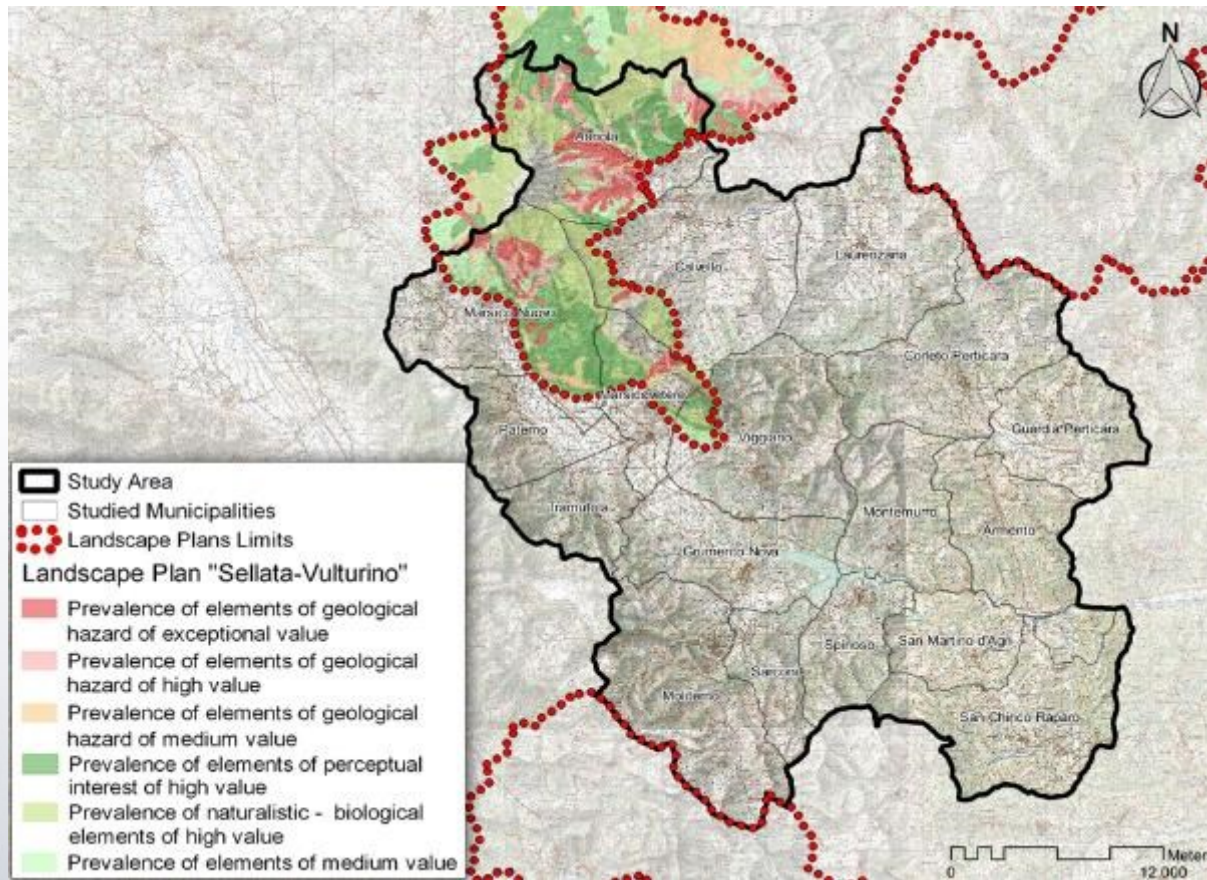 N
Abriola
Calvello
Laurenzana
Marsico Nuovo
Corleto Perticara
Marsicovetere
Paterno
Viggiano
Guardia Perticara
Tramutola
Montemurro
Armento
Grumento Nova
San Martino d'Agri
Spinoso
Sarconi
Moliterno
San Chirico Raparo
Study Area
Studied Municipalities
Landscape Plans Limits
Landscape Plan "Sellata-Vulturino"
Prevalence of elements of geological
hazard of exceptional value
Prevalence of elements of geological
hazard of high value
Prevalence of elements of geological
hazard of medium value
Prevalence of elements of perceptual
interest of high value
Prevalence of naturalistic - biological
elements of high value
Prevalence of elements of medium value
Meter
0 12.000